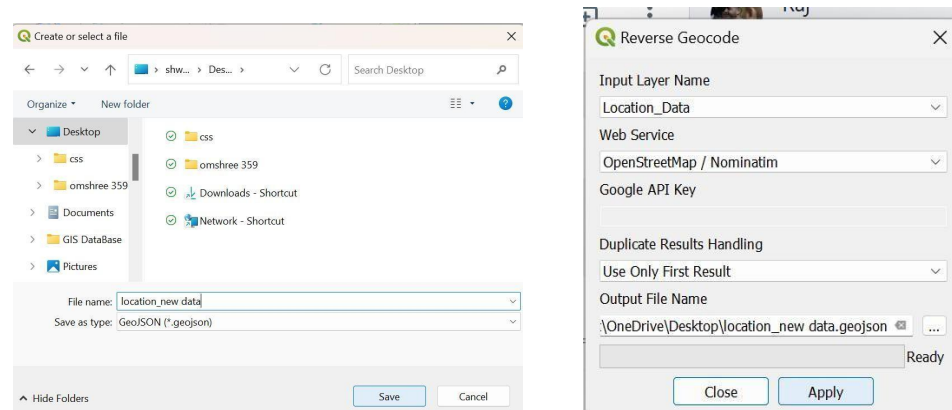 Create or select a file
shw... > Des... >
Search Desktop
Organize
New folder
Desktop
css
omshree 359
Documents
GIS DataBase
Pictures
css
omshree 359
Downloads - Shortcut
Network - Shortcut
File name: location_new data
Save as type: GeoJSON (*.geojson)
Hide Folders
Save
Cancel
Reverse Geocode
Input Layer Name
Location_Data
Web Service
OpenStreetMap / Nominatim
Google API Key
Duplicate Results Handling
Use Only First Result
Output File Name
:\OneDrive\Desktop\location_new data.geojson
...
Ready
Close
Apply